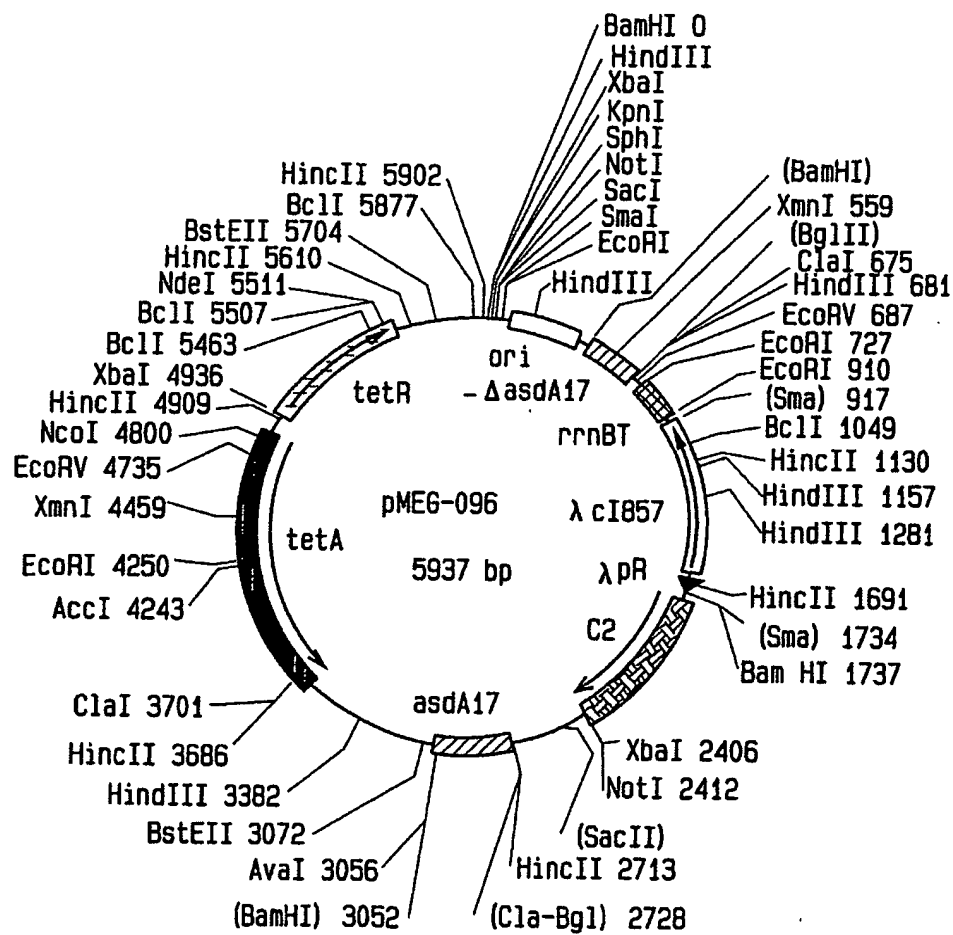 BamHI 0
HindIII
XbaI
KpnI
SphI
NotI
SacI
SmaI
EcoRI
HindIII
(BamHI)
XmnI 559
(BglII)
ClaI 675
HindIII 681
EcoRV 687
EcoRI 727
EcoRI 910
(Sma) 917
BclI 1049
HincII 1130
HindIII 1157
HindIII 1281
HincII 1691
(Sma) 1734
Bam HI 1737
XbaI 2406
NotI 2412
(SacII)
HincII 2713
(Cla-Bgl) 2728
(BamHI) 3052
AvaI 3056
BstEII 3072
HindIII 3382
HincII 3686
ClaI 3701
AccI 4243
EcoRI 4250
XmnI 4459
EcoRV 4735
NcoI 4800
HincII 4909
XbaI 4936
BclI 5463
BclI 5507
NdeI 5511
HincII 5610
BstEII 5704
BclI 5877
HincII 5902
ori
-ΔasdA17
tetR
rrnBT
pMEG-096
λcI857
tetA
5937 bp
λpR
C2
asdA17